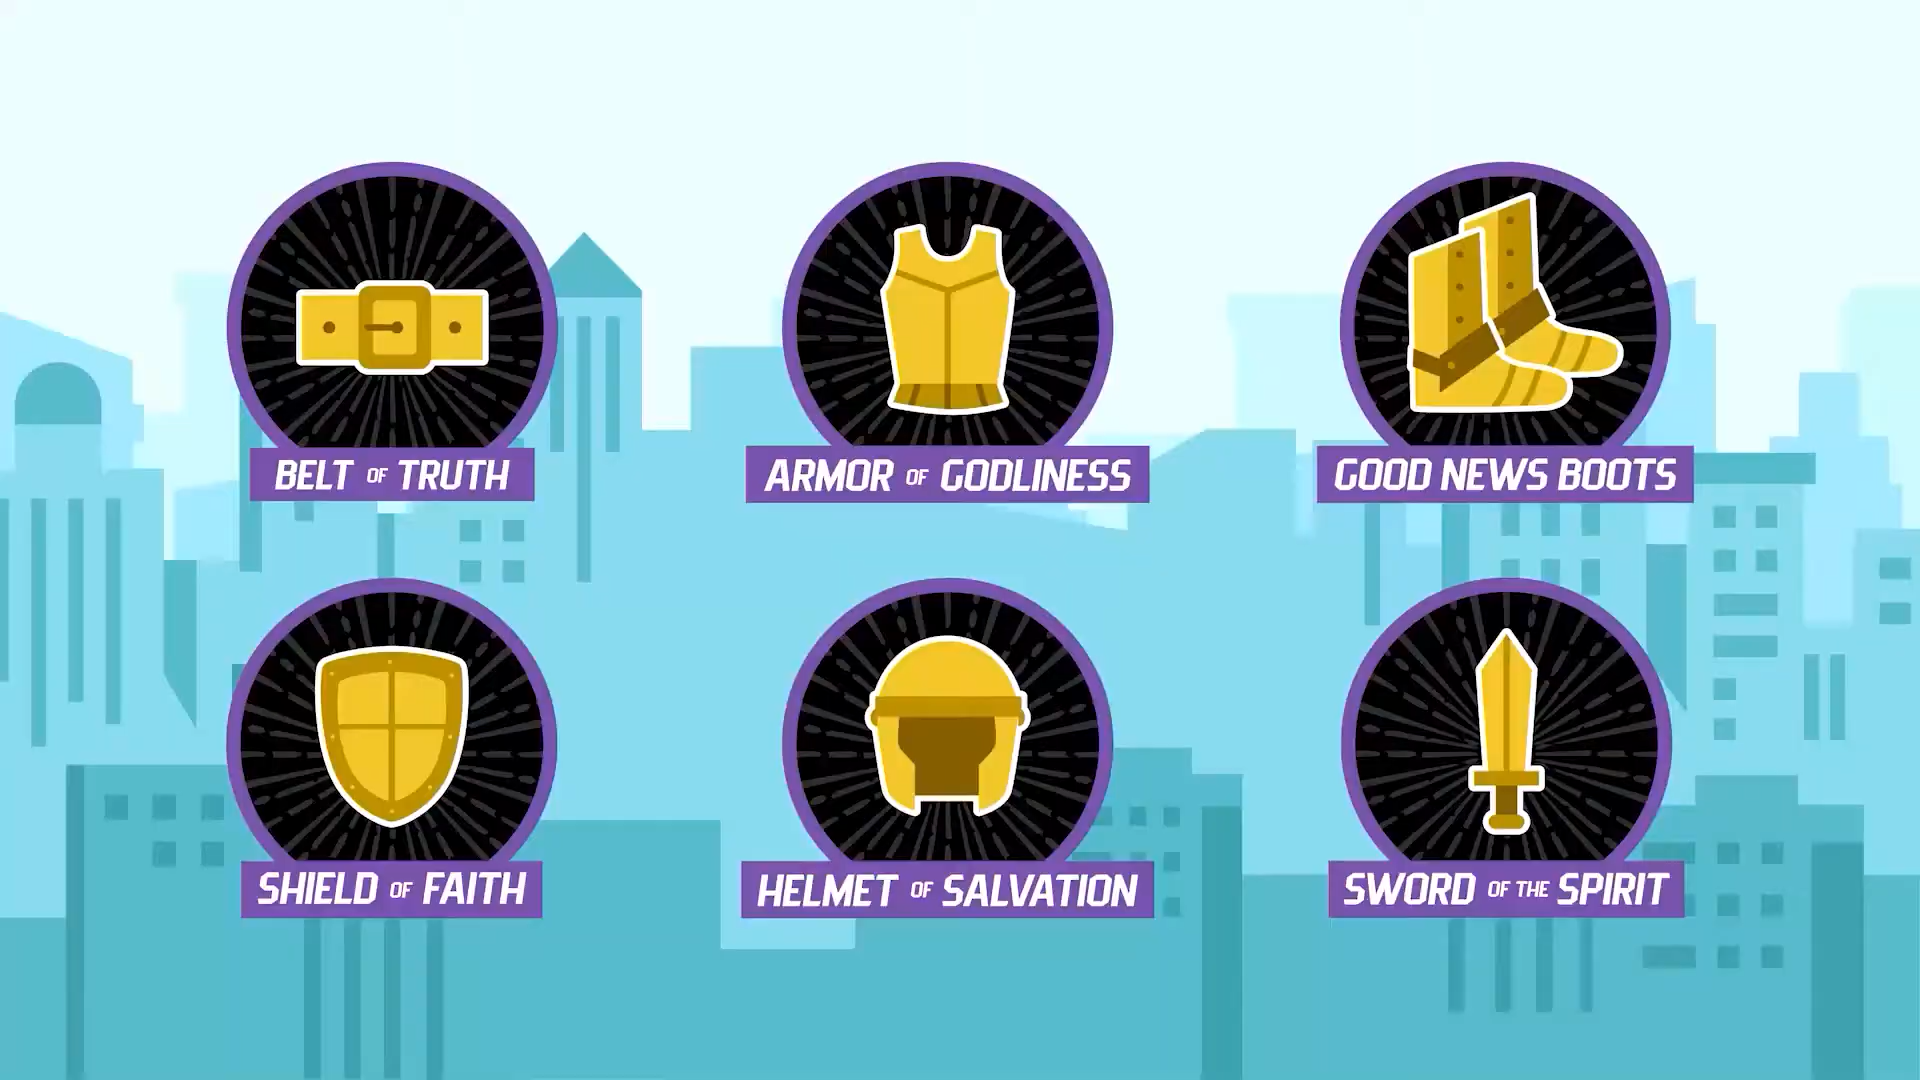 BELT OF TRUTH
ARMOR OF GODLINESS
GOOD NEWS BOOTS
SHIELD OF FAITH
HELMET OF SALVATION
SWORD OF THE SPIRIT